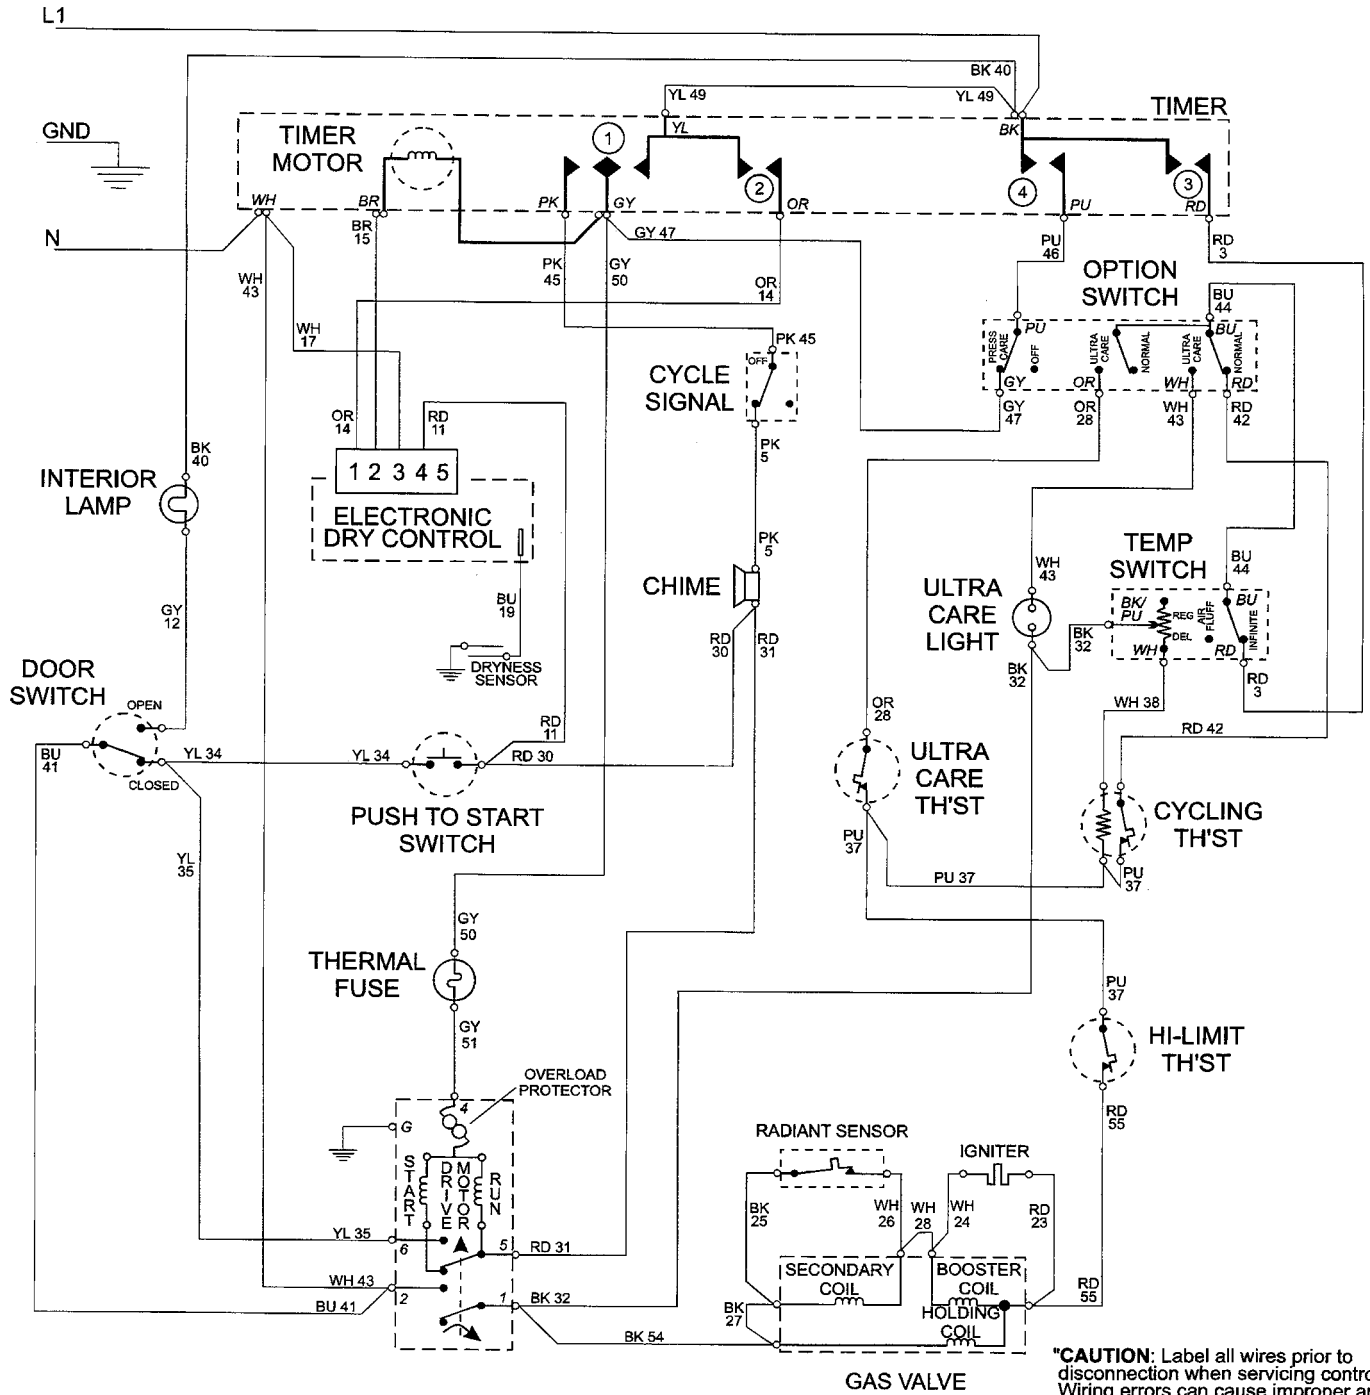 L1
BK 40
YL 49
YL 49
TIMER
GND
TIMER
MOTOR
1
YL
BK
2
4
3
WH
BR
PK
GY
OR
PU
RD
N
BR
15
GY 47
PU
46
RD
3
WH
43
PK
45
GY
50
OR
14
OPTION
SWITCH
BU
44
WH
17
PK 45
PRESS
CARE
PU
OFF
ULTRA
CARE
NORMAL
ULTRA
CARE
BU
NORMAL
OFF
CYCLE
SIGNAL
GY
OR
WH
RD
OR
14
RD
11
GY
47
OR
28
WH
43
RD
42
BK
40
PK
5
INTERIOR
LAMP
1 2 3 4 5
ELECTRONIC
DRY CONTROL
PK
5
TEMP
SWITCH
BU
44
WH
43
CHIME
ULTRA
CARE
LIGHT
BK/
PU
REG
DEL
AIR
FLUFF
BU
INFINITE
GY
12
BU
19
RD
30
RD
31
BK
32
BK
32
WH
RD
DRYNESS
SENSOR
RD
3
DOOR
SWITCH
OPEN
WH 38
OR
28
RD
11
RD 42
BU
41
YL 34
YL 34
RD 30
CLOSED
ULTRA
CARE
TH'ST
PUSH TO START
SWITCH
CYCLING
TH'ST
YL
35
PU
37
PU 37
PU
37
GY
50
THERMAL
FUSE
PU
37
GY
51
HI-LIMIT
TH'ST
OVERLOAD
PROTECTOR
4
G
RD
55
RADIANT SENSOR
IGNITER
START
DRIVE
MOTOR
RUN
BK
25
WH
26
WH
28
WH
24
RD
23
YL 35
6
5
RD 31
SECONDARY
COIL
BOOSTER
COIL
RD
55
WH 43
2
BU 41
1
BK 32
BK
27
HOLDING
COIL
BK 54
GAS VALVE
"CAUTION: Label all wires prior to
disconnection when servicing contro
Wiring errors can cause improper a